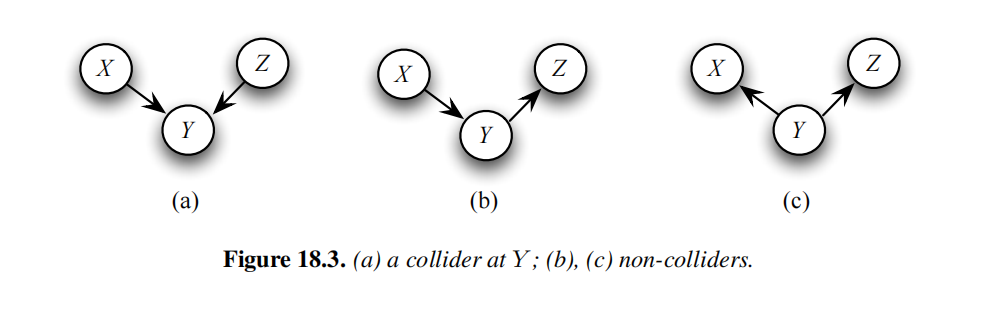 X Z X Z X Z
Y Y Y
(a) (b) (c)
Figure 18.3. (a) a collider at Y; (b), (c) non-colliders.